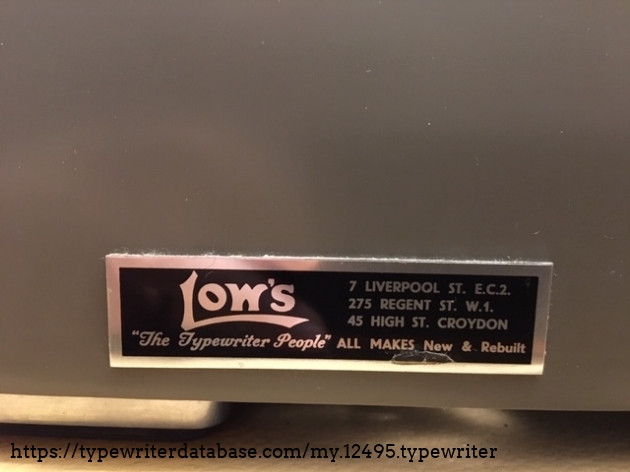 Low's
7 LIVERPOOL ST. E.C.2.
275 REGENT ST. W.1.
45 HIGH ST. CROYDON
"The Typewriter People" ALL MAKES New & Rebuilt
https://typewriterdatabase.com/my.12495.typewriter